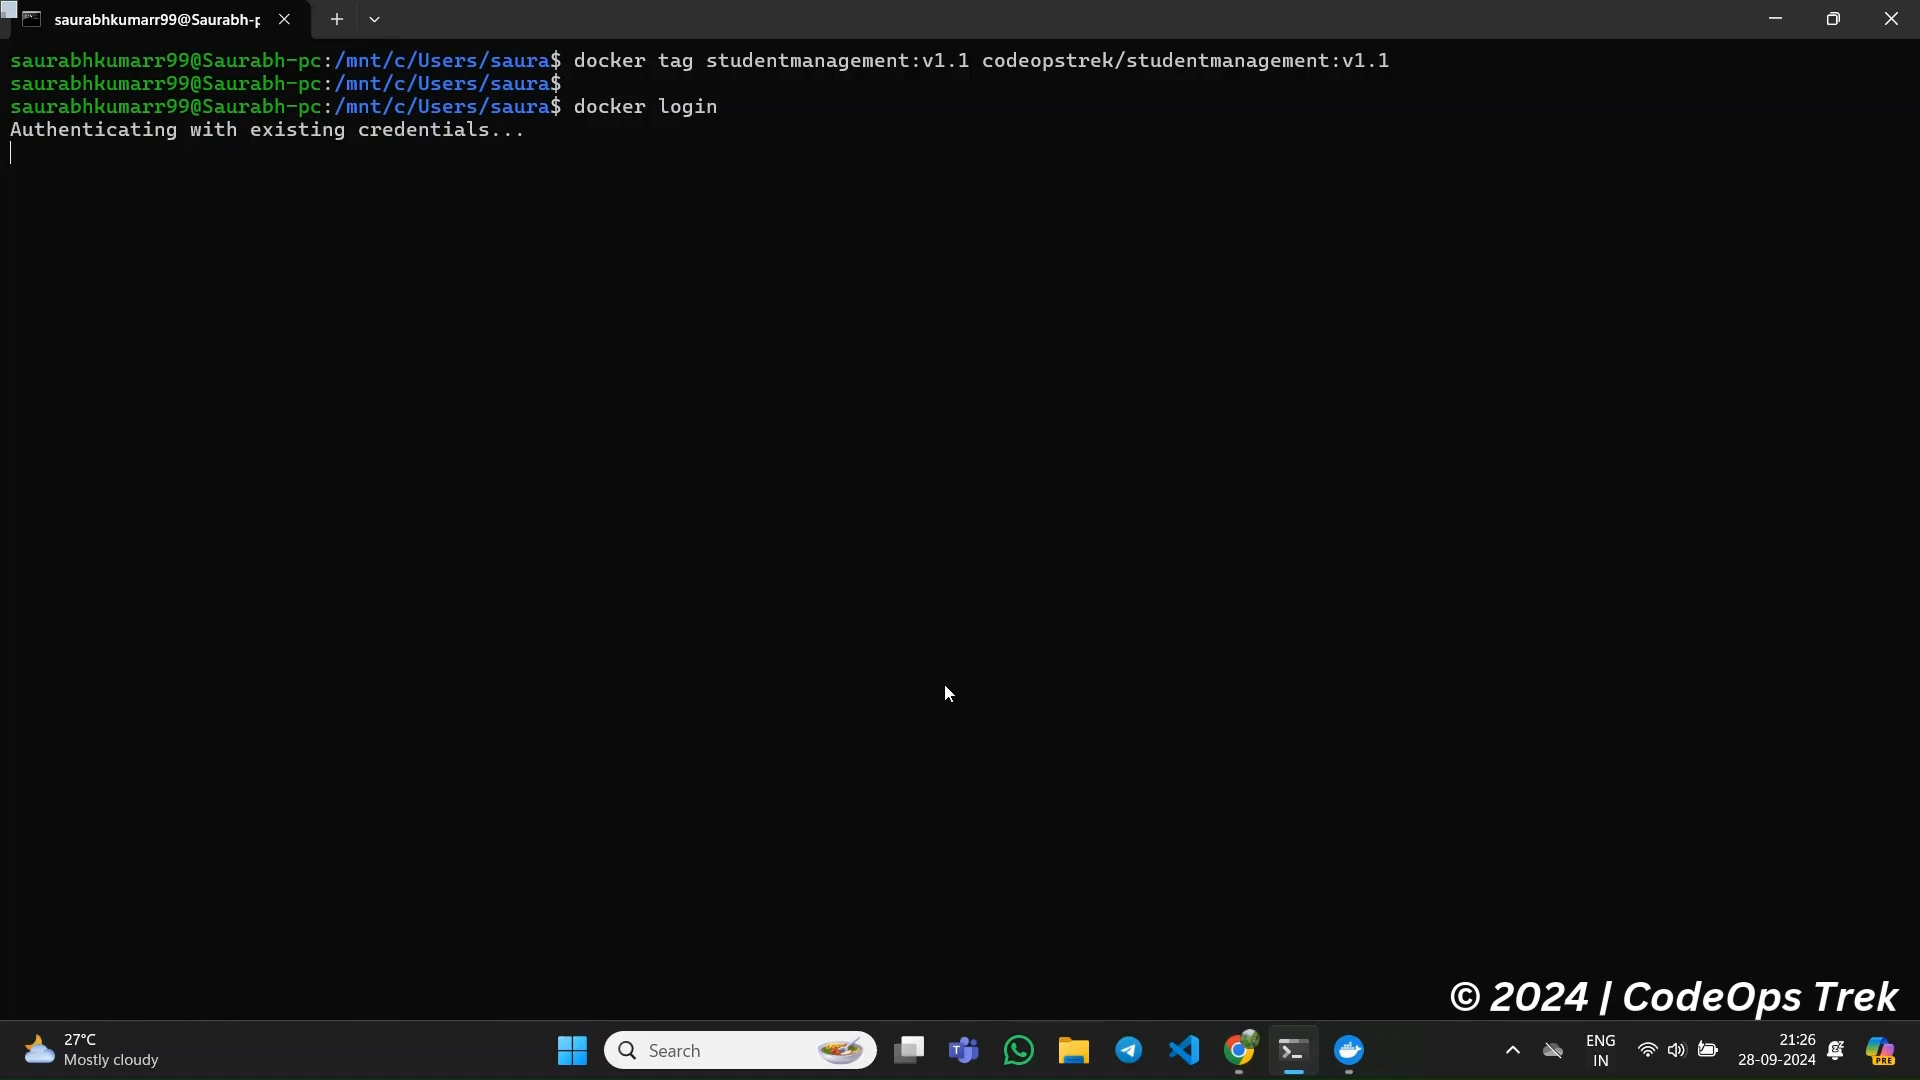 saurabhkumarr99@Saurabh-p
saurabhkumarr99@Saurabh-pc:/mnt/c/Users/saura$ docker tag studentmanagement:v1.1 codeopstrek/studentmanagement:v1.1
saurabhkumarr99@Saurabh-pc:/mnt/c/Users/saura$
saurabhkumarr99@Saurabh-pc:/mnt/c/Users/saura$ docker login
Authenticating with existing credentials...
© 2024 | CodeOps Trek
27°C
Mostly cloudy
Search
ENG
IN
21:26
28-09-2024
PRE